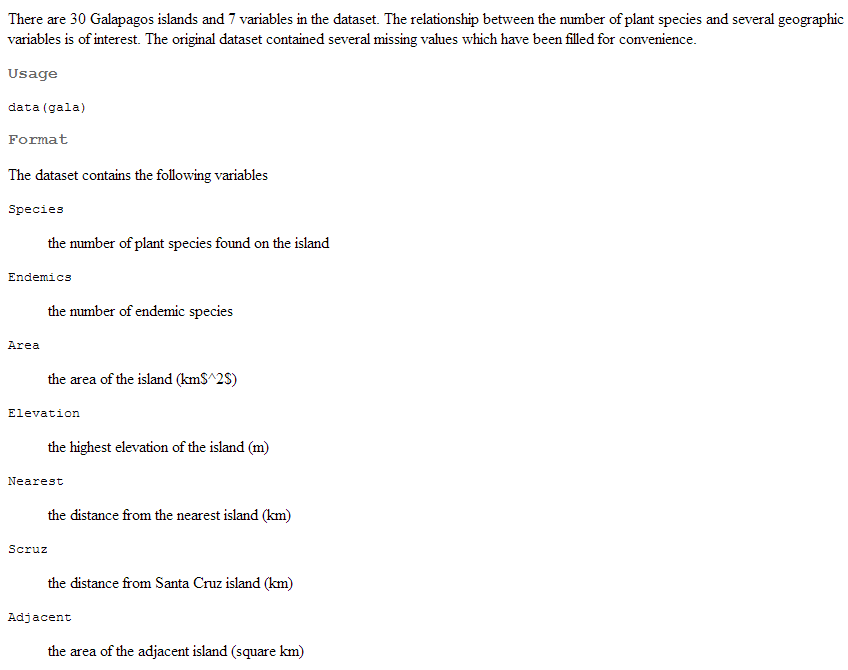 There are 30 Galapagos islands and 7 variables in the dataset. The relationship between the number of plant species and several geographic
variables is of interest. The original dataset contained several missing values which have been filled for convenience.
Usage
data(gala)
Format
The dataset contains the following variables
Species
the number of plant species found on the island
Endemics
the number of endemic species
Area
the area of the island (km$^2$)
Elevation
the highest elevation of the island (m)
Nearest
the distance from the nearest island (km)
Scruz
the distance from Santa Cruz island (km)
Adjacent
the area of the adjacent island (square km)